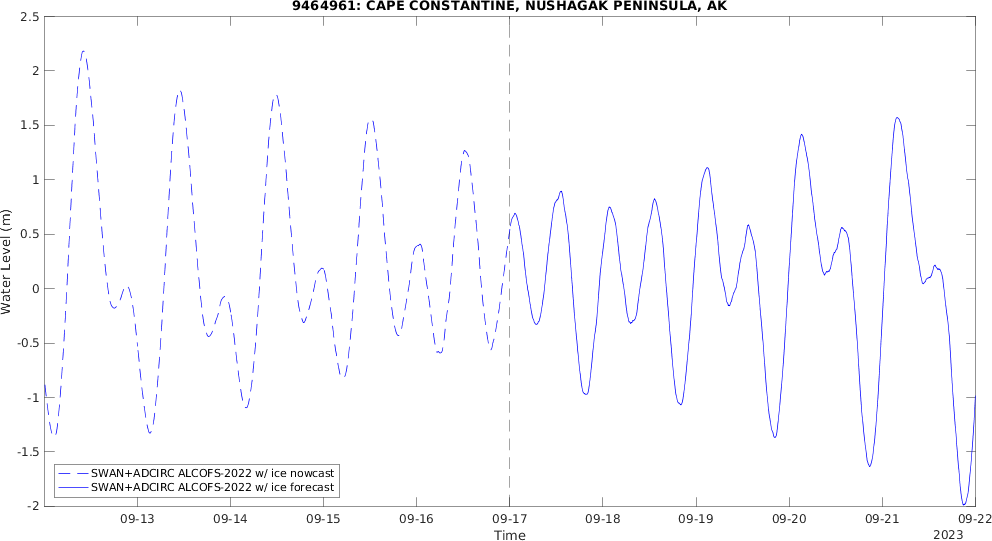 9464961: CAPE CONSTANTINE, NUSHAGAK PENINSULA, AK
2.5
2
1.5
1
0.5
0
-0.5
-1
-1.5
-2
Water Level (m)
SWAN+ADCIRC ALCOFS-2022 w/ ice nowcast
SWAN+ADCIRC ALCOFS-2022 w/ ice forecast
09-13 09-14 09-15 09-16 09-17 09-18 09-19 09-20 09-21 09-22
Time
2023